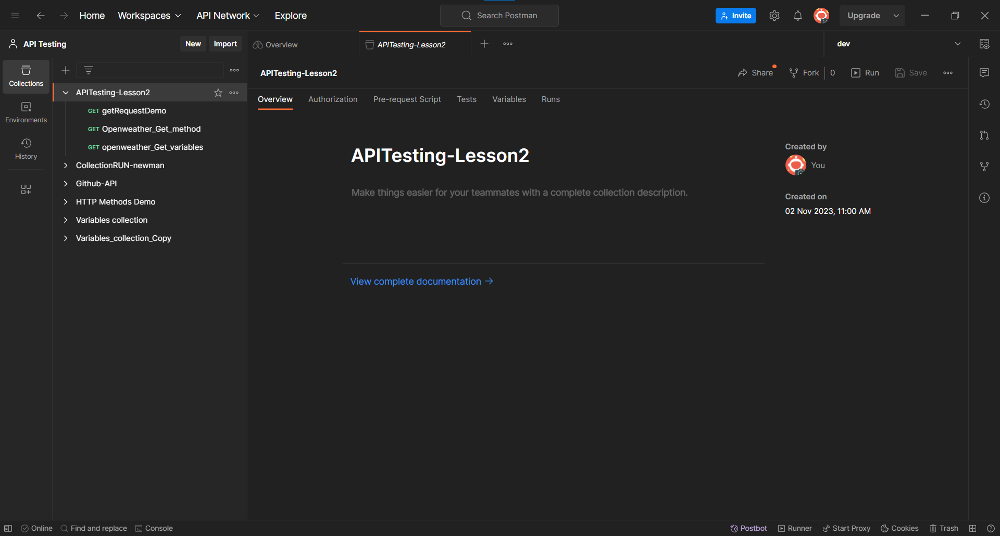 Home Workspaces API Network Explore Search Postman Invite Upgrade
API Testing New Import Overview APITesting-Lesson2 dev
Collections
Environments
History
APITesting-Lesson2
GET getRequestDemo
GET Openweather_Get_method
GET openweather_Get_variables
CollectionRUN-newman
Github-API
HTTP Methods Demo
Variables collection
Variables_collection_Copy
APITesting-Lesson2 Share Fork 0 Run Save
Overview Authorization Pre-request Script Tests Variables Runs
APITesting-Lesson2
Make things easier for your teammates with a complete collection description.
View complete documentation →
Created by
You
Created on
02 Nov 2023, 11:00 AM
Online Find and replace Console Postbot Runner Start Proxy Cookies Trash